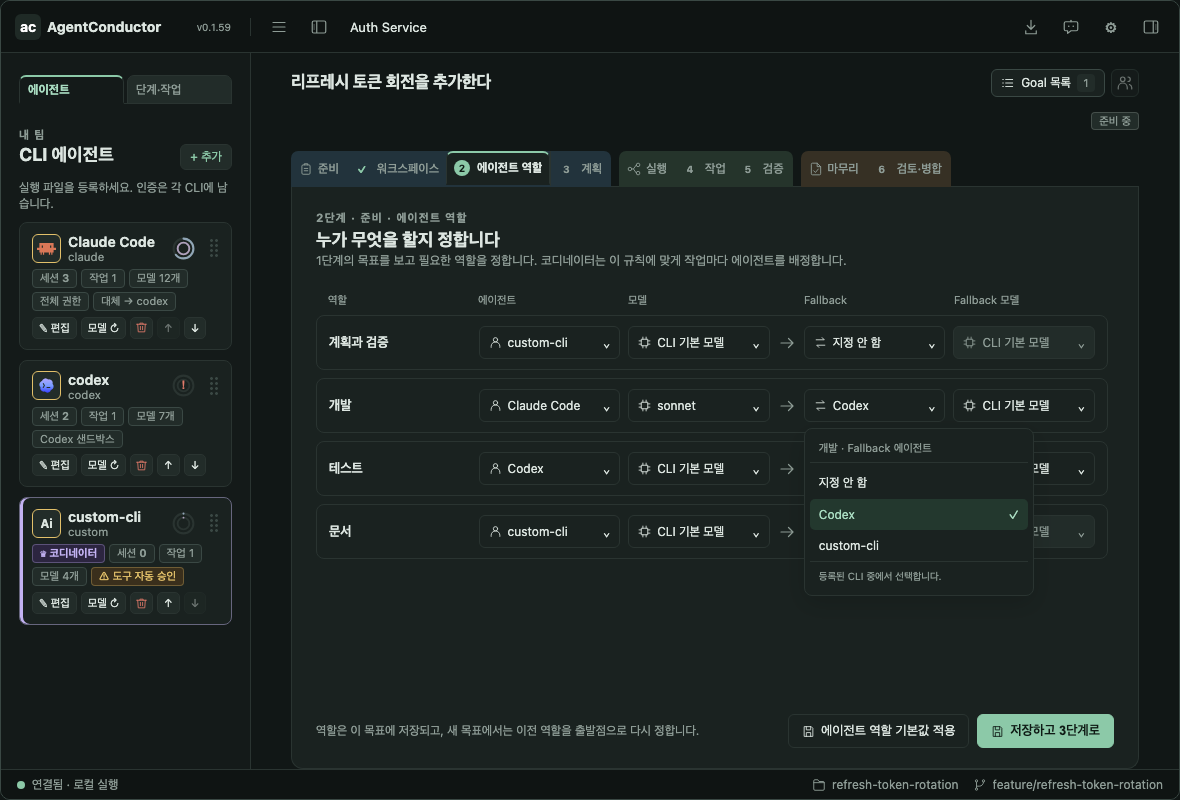 ac AgentConductor v0.1.59 Auth Service
에이전트 단계·작업
내 팀
CLI 에이전트
+ 추가
실행 파일을 등록하세요. 인증은 각 CLI에 남
습니다.
Claude Code
claude
세션 3 작업 1 모델 12개
전체 권한 대체 → codex
편집 모델
codex
codex
세션 2 작업 1 모델 7개
Codex 샌드박스
편집 모델
Ai custom-cli
custom
코디네이터 세션 0 작업 1
모델 4개 도구 자동 승인
편집 모델
리프레시 토큰 회전을 추가한다
Goal 목록 1
준비 중
준비 ✓ 워크스페이스 2 에이전트 역할 3 계획 실행 4 작업 5 검증 마무리 6 검토·병합
2단계 · 준비 · 에이전트 역할
누가 무엇을 할지 정합니다
1단계의 목표를 보고 필요한 역할을 정합니다. 코디네이터는 이 규칙에 맞게 작업마다 에이전트를 배정합니다.
역할 에이전트 모델 Fallback Fallback 모델
계획과 검증 custom-cli CLI 기본 모델 → 지정 안 함 CLI 기본 모델
개발 Claude Code sonnet → Codex CLI 기본 모델
개발 · Fallback 에이전트
지정 안 함
Codex ✓
custom-cli
등록된 CLI 중에서 선택합니다.
테스트 Codex CLI 기본 모델 → 모델
문서 custom-cli CLI 기본 모델 → 모델
역할은 이 목표에 저장되고, 새 목표에서는 이전 역할을 출발점으로 다시 정합니다.
에이전트 역할 기본값 적용 저장하고 3단계로
연결됨 · 로컬 실행 refresh-token-rotation feature/refresh-token-rotation